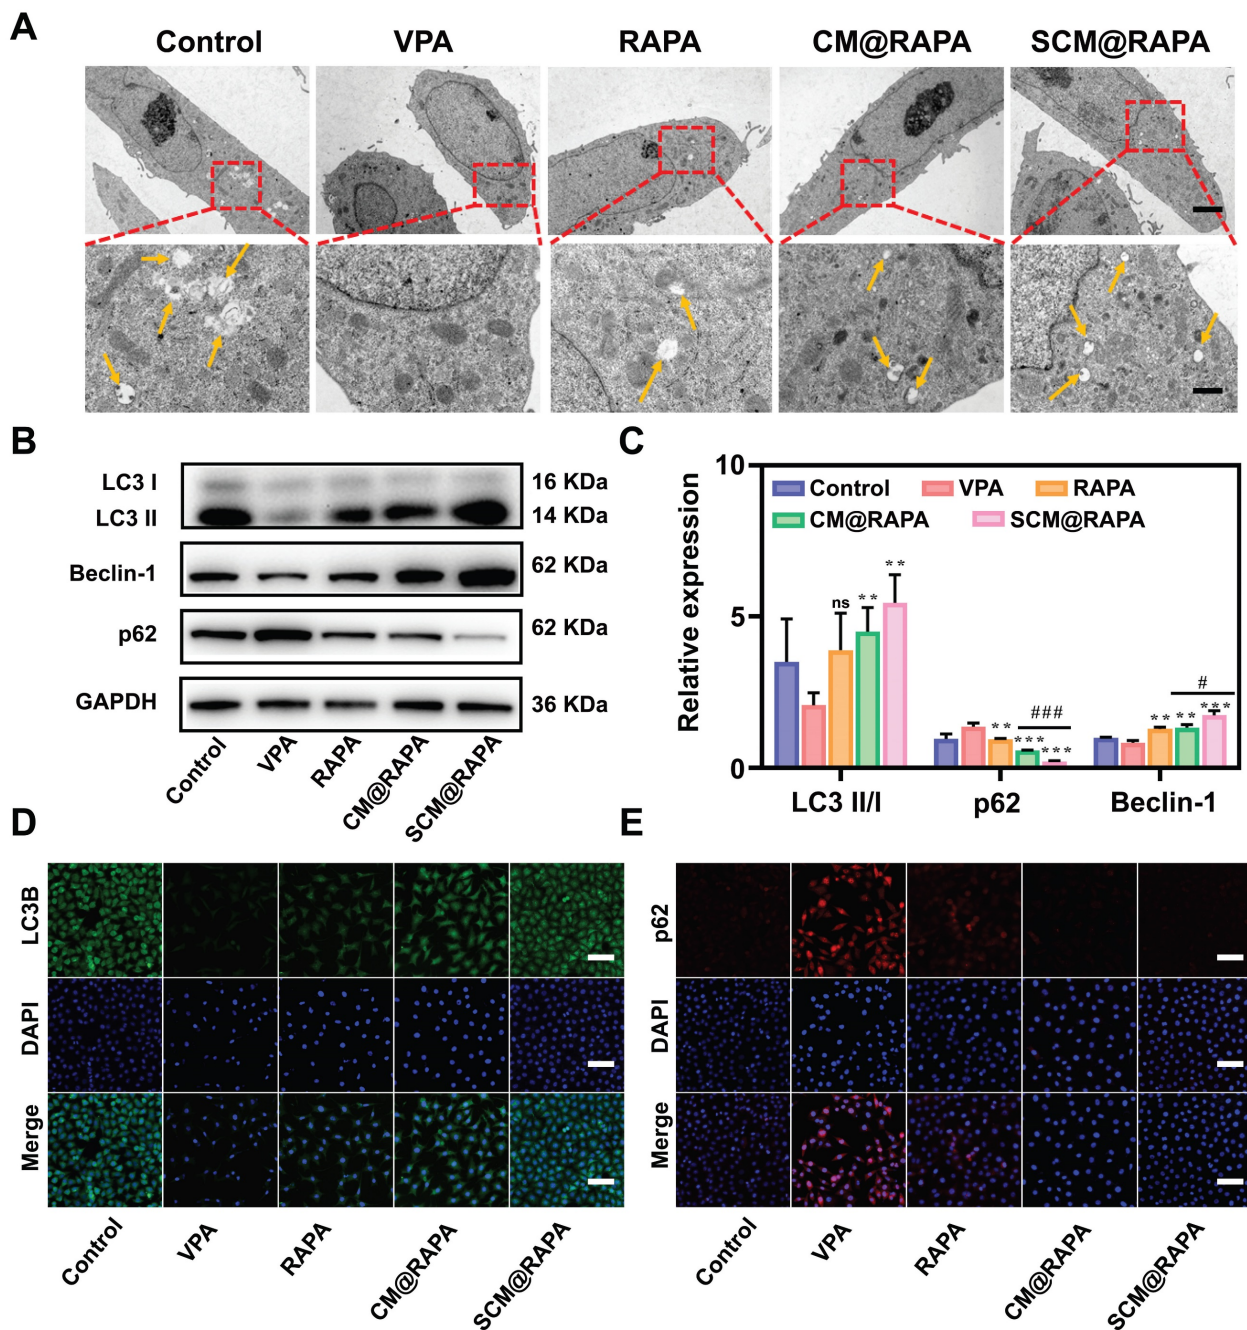 A
Control VPA RAPA CM@RAPA SCM@RAPA
B
LC3 I 16 KDa
LC3 II 14 KDa
Beclin-1 62 KDa
p62 62 KDa
GAPDH 36 KDa
Control VPA RAPA CM@RAPA SCM@RAPA
C
Relative expression
10
5
0
Control VPA RAPA
CM@RAPA SCM@RAPA
ns ** **
** *** *** ###
** ** *** #
LC3 II/I p62 Beclin-1
D
LC3B
DAPI
Merge
Control VPA RAPA CM@RAPA SCM@RAPA
E
p62
DAPI
Merge
Control VPA RAPA CM@RAPA SCM@RAPA